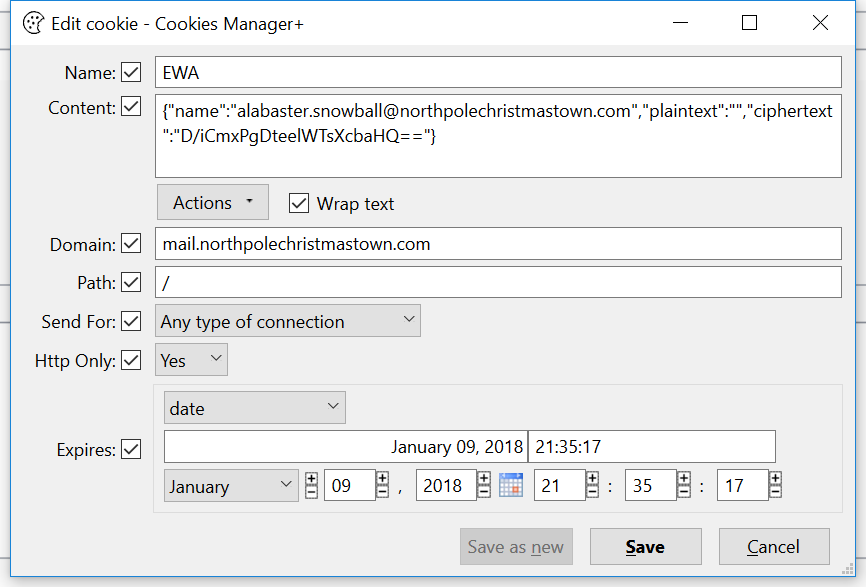 Edit cookie - Cookies Manager+
Name: EWA
Content: {"name":"alabaster.snowball@northpolechristmastown.com","plaintext":"","ciphertext
":"D/iCmxPgDteelWTsXcbaHQ=="}
Actions Wrap text
Domain: mail.northpolechristmastown.com
Path: /
Send For: Any type of connection
Http Only: Yes
date
Expires: January 09, 2018 21:35:17
January + − 09 + − , 2018 + − 21 + − : 35 + − : 17 + −
Save as new Save Cancel